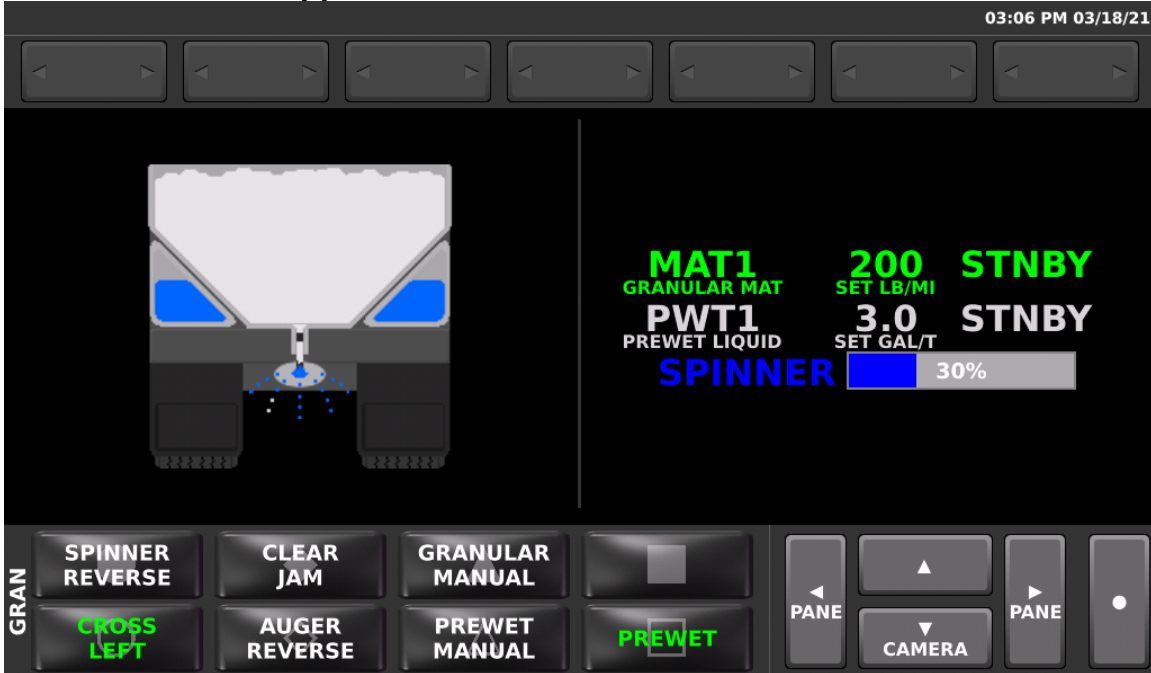 03:06 PM 03/18/21
MAT1 200 STNBY
GRANULAR MAT SET LB/MI
PWT1 3.0 STNBY
PREWET LIQUID SET GAL/T
SPINNER 30%
GRAN
SPINNER REVERSE
CLEAR JAM
GRANULAR MANUAL
CROSS LEFT
AUGER REVERSE
PREWET MANUAL
PREWET
PANE
CAMERA
PANE